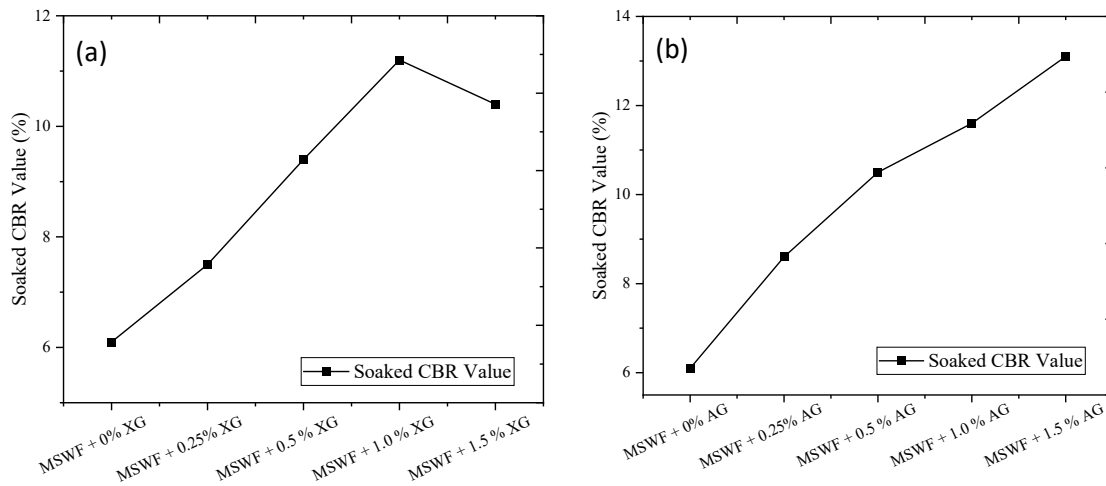 (a)
Soaked CBR Value (%)
12
10
8
6
Soaked CBR Value
MSWF + 0% XG
MSWF + 0.25% XG
MSWF + 0.5 % XG
MSWF + 1.0 % XG
MSWF + 1.5 % XG
(b)
Soaked CBR Value (%)
14
12
10
8
6
Soaked CBR Value
MSWF + 0% AG
MSWF + 0.25% AG
MSWF + 0.5 % AG
MSWF + 1.0 % AG
MSWF + 1.5 % AG